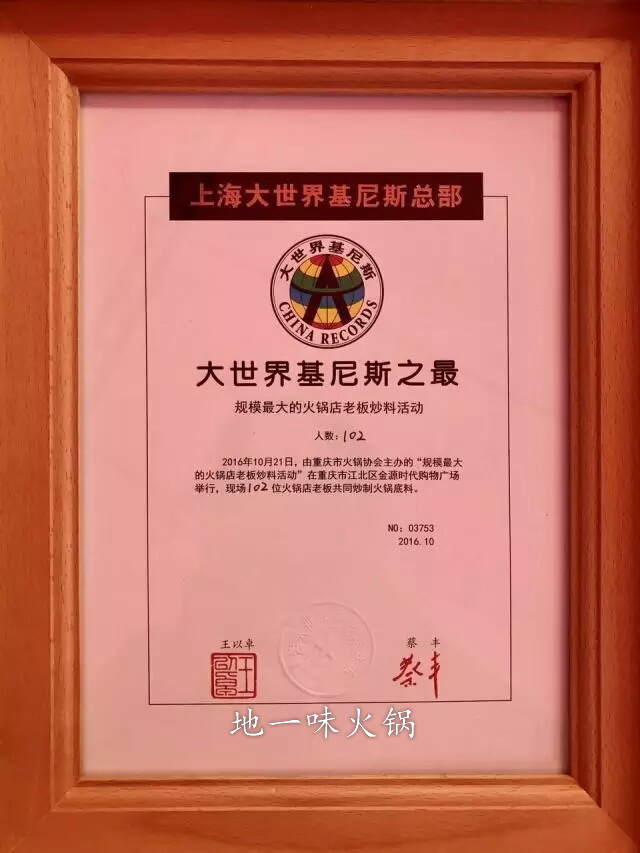 上海大世界基尼斯总部
大世界基尼斯
CHINA RECORDS
大世界基尼斯之最
规模最大的火锅店老板炒料活动
人数：102
2016年10月21日，由重庆市火锅协会主办的“规模最大
的火锅店老板炒料活动”在重庆市江北区金源时代购物广场
举行，现场102位火锅店老板共同炒制火锅底料。
NO：03753
2016.10
王以卓
蔡丰
蔡丰
地一味火锅